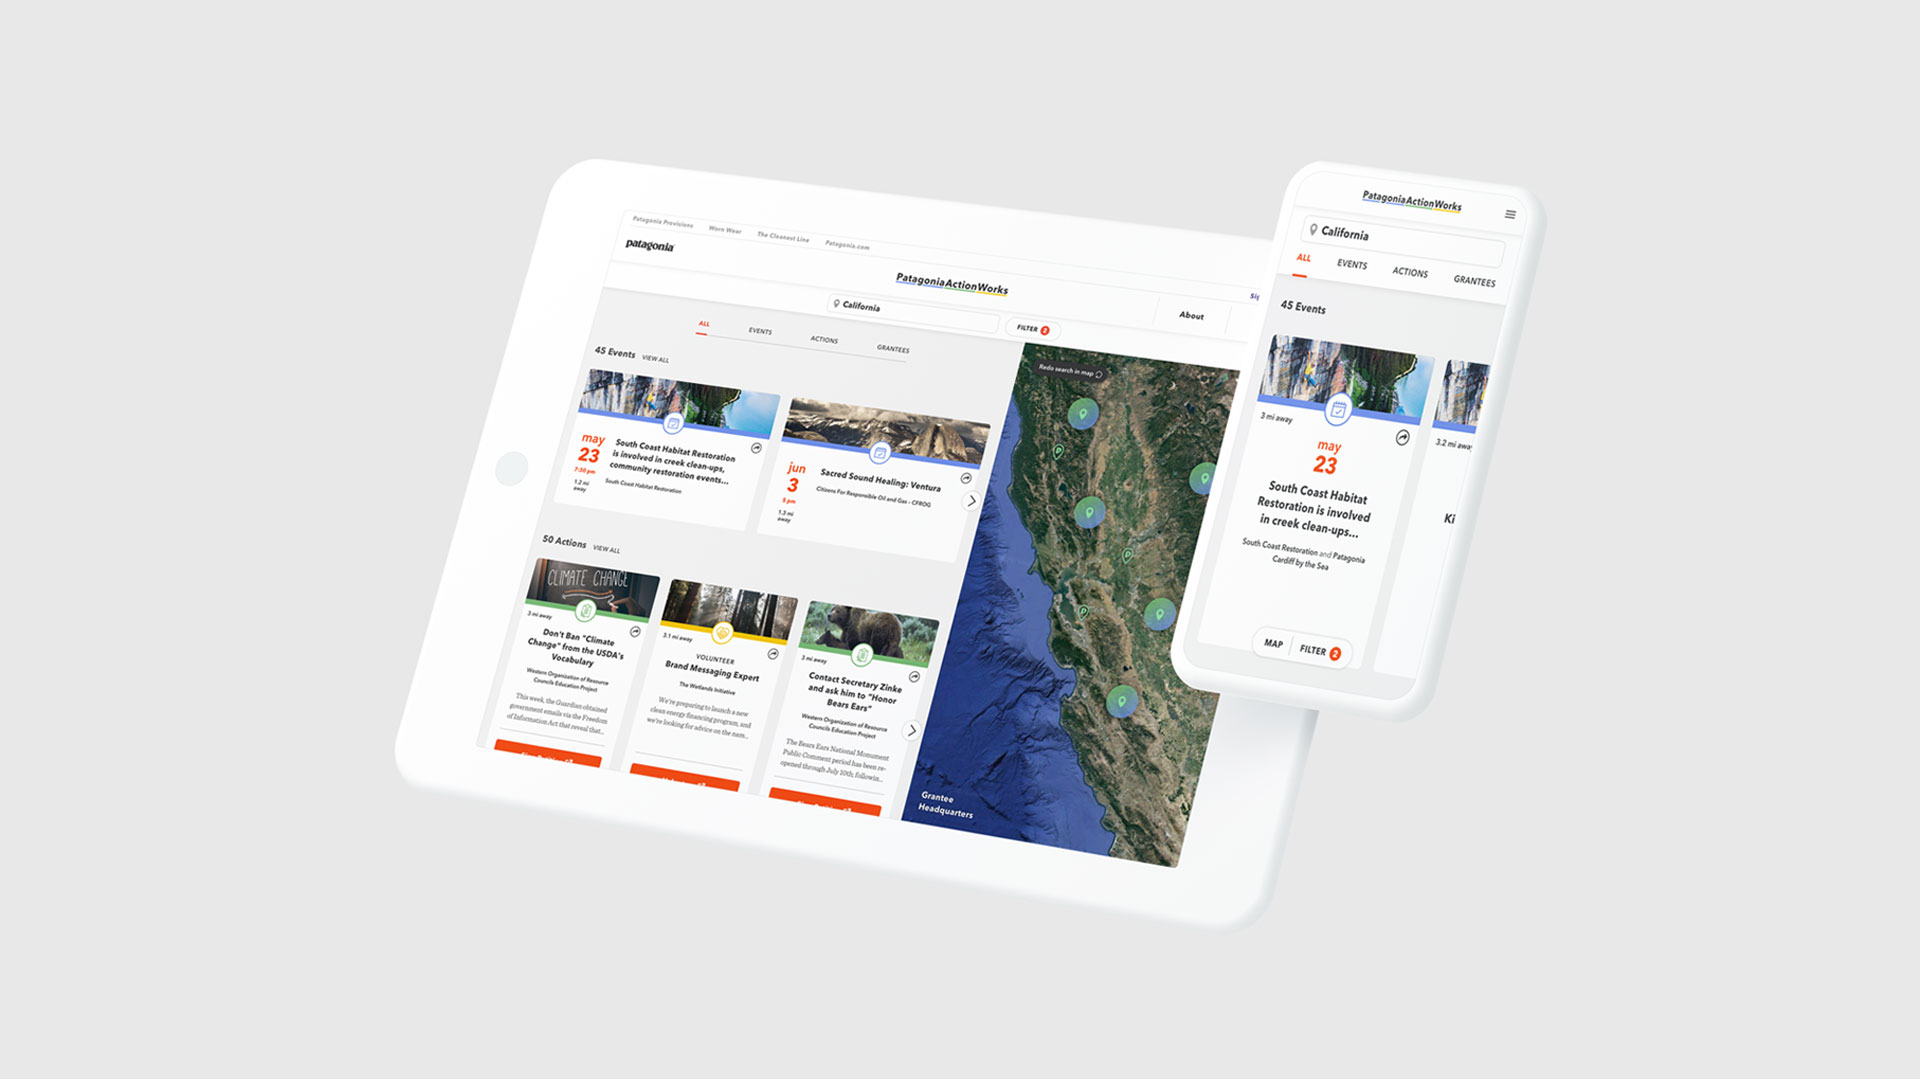 Patagonia Provisions
Worn Wear
The Cleanest Line
Patagonia.com
patagonia
PatagoniaActionWorks
California
FILTER 2
About
ALL
EVENTS
ACTIONS
GRANTEES
45 Events
VIEW ALL
may
23
7:30 pm
1.2 mi
away
South Coast Habitat Restoration
is involved in creek clean-ups,
community restoration events...
South Coast Habitat Restoration
jun
3
5 pm
1.3 mi
away
Sacred Sound Healing: Ventura
Citizens For Responsible Oil and Gas - CFROG
50 Actions
VIEW ALL
CLIMATE CHANGE
3 mi away
Don't Ban "Climate
Change" from the USDA's
Vocabulary
Western Organization of Resource
Councils Education Project
This week, the Guardian obtained
government emails via the Freedom
of Information Act that reveal that...
3.1 mi away
VOLUNTEER
Brand Messaging Expert
The Wetlands Initiative
We're preparing to launch a new
clean energy financing program, and
we're looking for advice on the nam...
3 mi away
Contact Secretary Zinke
and ask him to "Honor
Bears Ears"
Western Organization of Resource
Councils Education Project
The Bears Ears National Monument
Public Comment period has been re-
opened through July 10th; followin...
Redo search in map
Grantee
Headquarters
PatagoniaActionWorks
California
ALL
EVENTS
ACTIONS
GRANTEES
45 Events
3 mi away
may
23
South Coast Habitat
Restoration is involved
in creek clean-ups...
South Coast Restoration and Patagonia
Cardiff by the Sea
3.2 mi away
Ki
MAP
FILTER 2